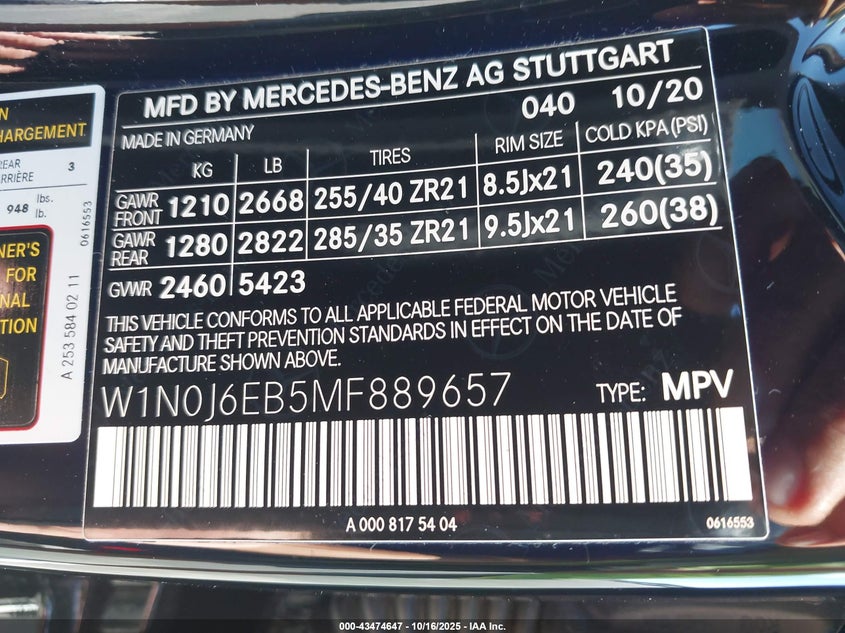 N
CHARGEMENT
REAR
ARRIÈRE
3
948 lbs.
lb.
0616553
NER'S
FOR
NAL
TION
A 253 584 02 11
MFD BY MERCEDES-BENZ AG STUTTGART
040 10/20
MADE IN GERMANY
KG LB TIRES RIM SIZE COLD KPA(PSI)
GAWR FRONT 1210 2668 255/40 ZR21 8.5Jx21 240(35)
GAWR REAR 1280 2822 285/35 ZR21 9.5Jx21 260(38)
GVWR 2460 5423
THIS VEHICLE CONFORMS TO ALL APPLICABLE FEDERAL MOTOR VEHICLE
SAFETY AND THEFT PREVENTION STANDARDS IN EFFECT ON THE DATE OF
MANUFACTURE SHOWN ABOVE.
W1N0J6EB5MF889657 TYPE: MPV
A 000 817 54 04
0616553
000-43474647 - 10/16/2025 - IAA Inc.